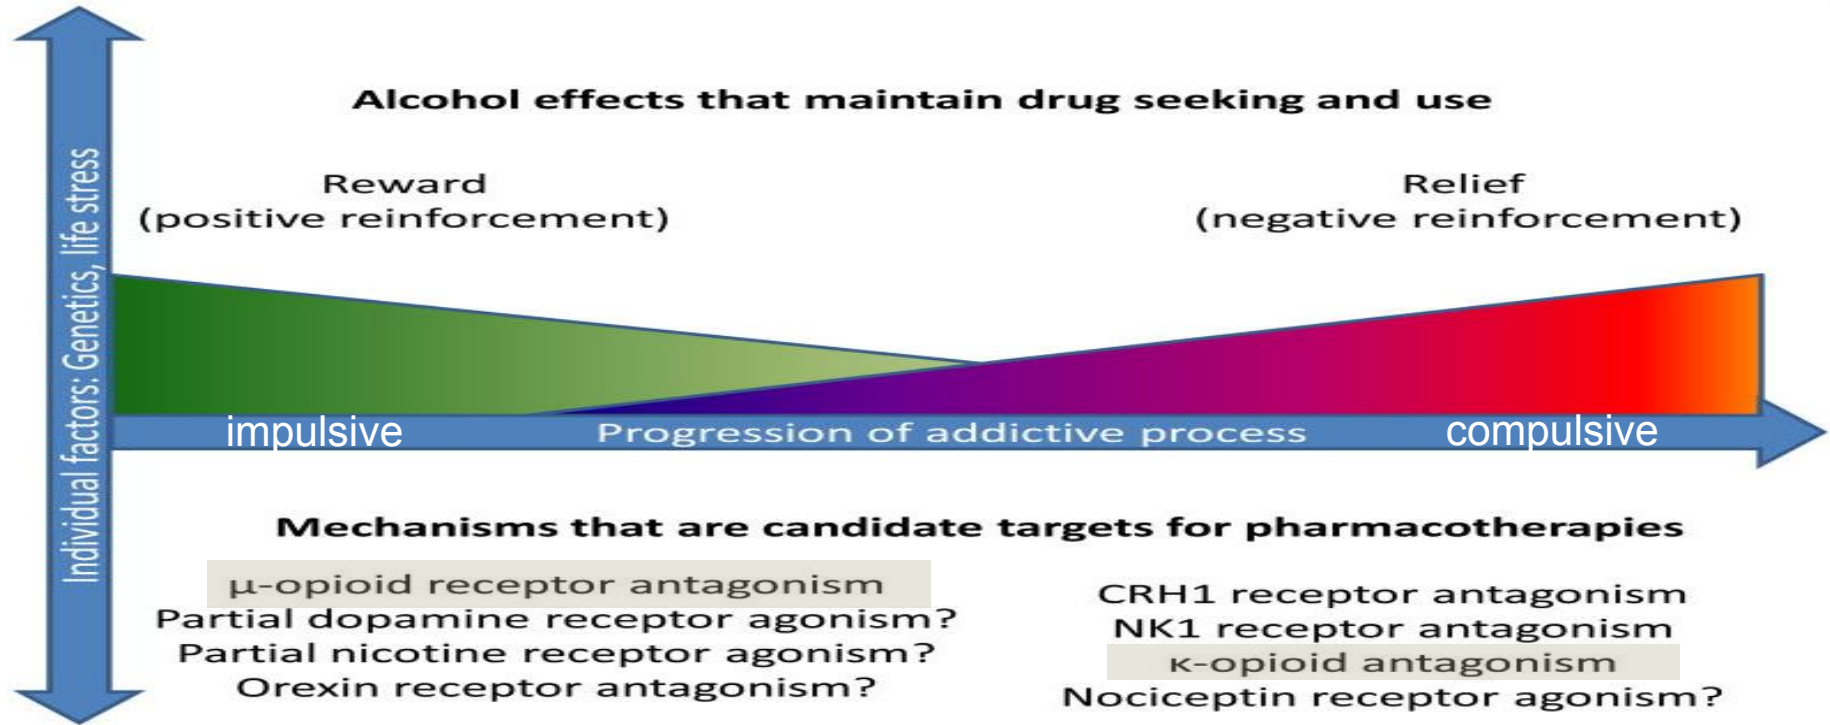 Alcohol effects that maintain drug seeking and use
Reward
(positive reinforcement)
Relief
(negative reinforcement)
Individual factors: Genetics, life stress
impulsive
Progression of addictive process
compulsive
Mechanisms that are candidate targets for pharmacotherapies
μ-opioid receptor antagonism
Partial dopamine receptor agonism?
Partial nicotine receptor agonism?
Orexin receptor antagonism?
CRH1 receptor antagonism
NK1 receptor antagonism
κ-opioid antagonism
Nociceptin receptor agonism?